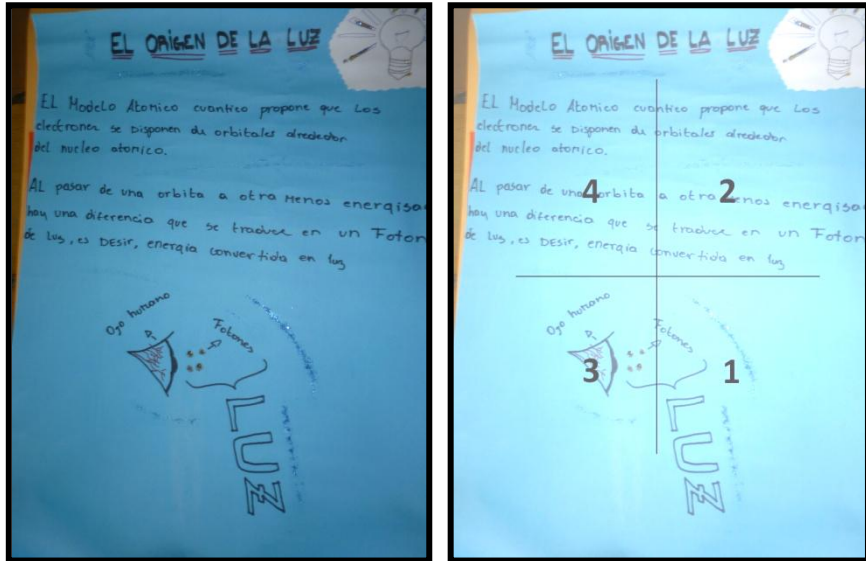 EL ORIGEN DE LA LUZ
EL Modelo Atomico cuantico propone que Los
electrones se Disponen du orbitales alrededor
del nucleo atomico.
AL pasar de una orbita a otra menos energisa
hay una diferencia que se traduce en un Foton
de Luz, es DEsir, energia convertida en luz
Ojo humano
Fotones
LUZ
EL ORIGEN DE LA LUZ
EL Modelo Atomico cuantico propone que Los
electrones se Disponen du orbitales alrededor
del nucleo atomico.
AL pasar de una orbita a otra menos energisa
hay una diferencia que se traduce en un Foton
de Luz, es DEsir, energia convertida en luz
4 2
Ojo humano
Fotones
3 1
LUZ